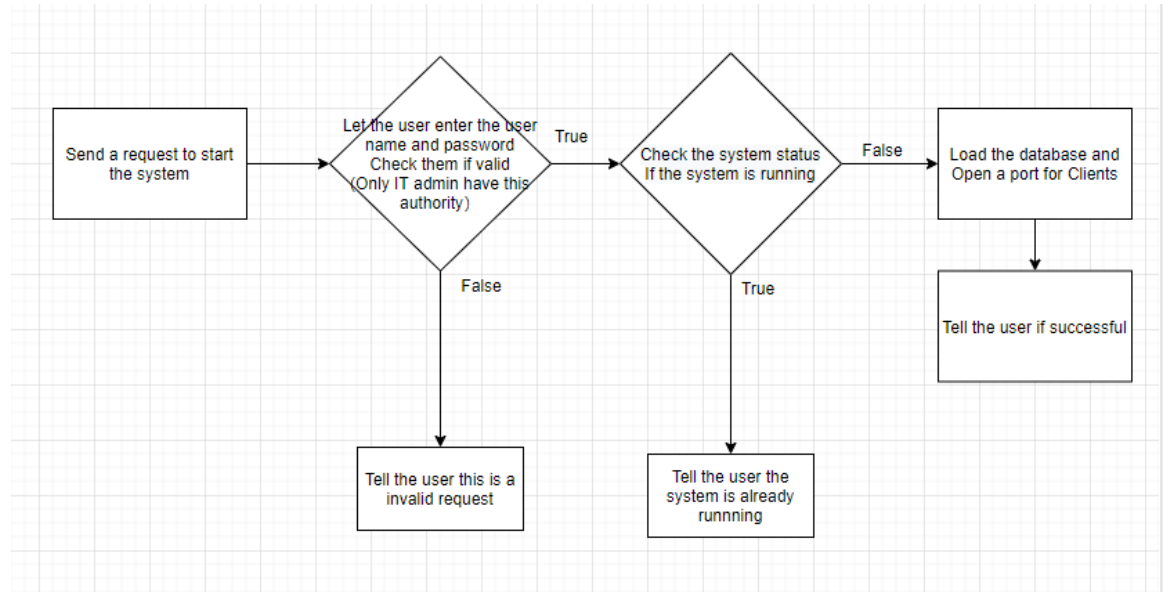 Send a request to start
the system
Let the user enter the user
name and password
Check them if valid
(Only IT admin have this
authority)
True
Check the system status
If the system is running
False
Load the database and
Open a port for Clients
False
True
Tell the user if successful
Tell the user this is a
invalid request
Tell the user the
system is already
runnning